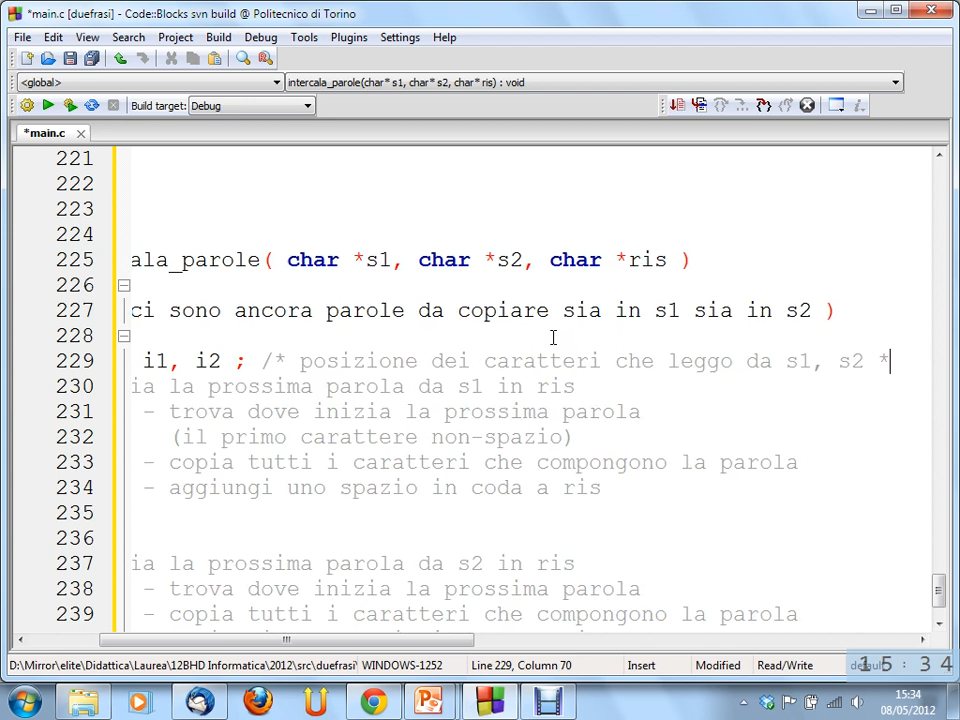 *main.c [duefrasi] - Code::Blocks svn build @ Politecnico di Torino
File Edit View Search Project Build Debug Tools Plugins Settings Help
<global> intercala_parole(char* s1, char* s2, char* ris) : void
Build target: Debug
*main.c
221
222
223
224
225 ala_parole( char *s1, char *s2, char *ris )
226
227 ci sono ancora parole da copiare sia in s1 sia in s2 )
228
229 i1, i2 ; /* posizione dei caratteri che leggo da s1, s2 *
230 ia la prossima parola da s1 in ris
231 - trova dove inizia la prossima parola
232 (il primo carattere non-spazio)
233 - copia tutti i caratteri che compongono la parola
234 - aggiungi uno spazio in coda a ris
235
236
237 ia la prossima parola da s2 in ris
238 - trova dove inizia la prossima parola
239 - copia tutti i caratteri che compongono la parola
D:\Mirror\elite\Didattica\Laurea\12BHD Informatica\2012\src\duefrasi WINDOWS-1252 Line 229, Column 70 Insert Modified Read/Write default 15:34
15:34
08/05/2012